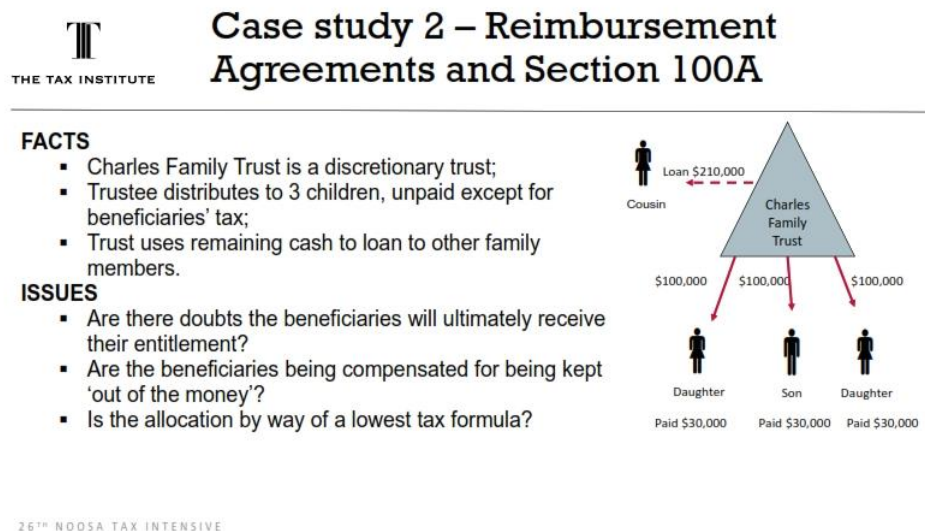 Case study 2 – Reimbursement
Agreements and Section 100A
THE TAX INSTITUTE
FACTS
▪ Charles Family Trust is a discretionary trust;
▪ Trustee distributes to 3 children, unpaid except for
beneficiaries’ tax;
▪ Trust uses remaining cash to loan to other family
members.
ISSUES
▪ Are there doubts the beneficiaries will ultimately receive
their entitlement?
▪ Are the beneficiaries being compensated for being kept
‘out of the money’?
▪ Is the allocation by way of a lowest tax formula?
Loan $210,000
Cousin
Charles
Family
Trust
$100,000 $100,000 $100,000
Daughter Son Daughter
Paid $30,000 Paid $30,000 Paid $30,000
26TH NOOSA TAX INTENSIVE